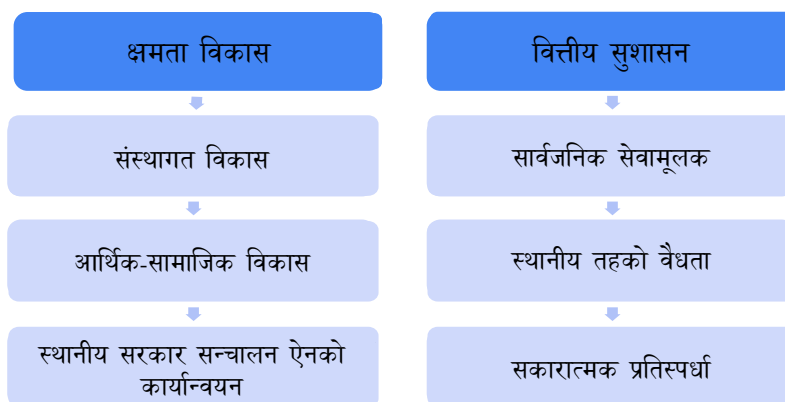 क्षमता विकास
संस्थागत विकास
आर्थिक-सामाजिक विकास
स्थानीय सरकार सन्चालन ऐनको
कार्यान्वयन
वित्तीय सुशासन
सार्वजनिक सेवामूलक
स्थानीय तहको वैधता
सकारात्मक प्रतिस्पर्धा